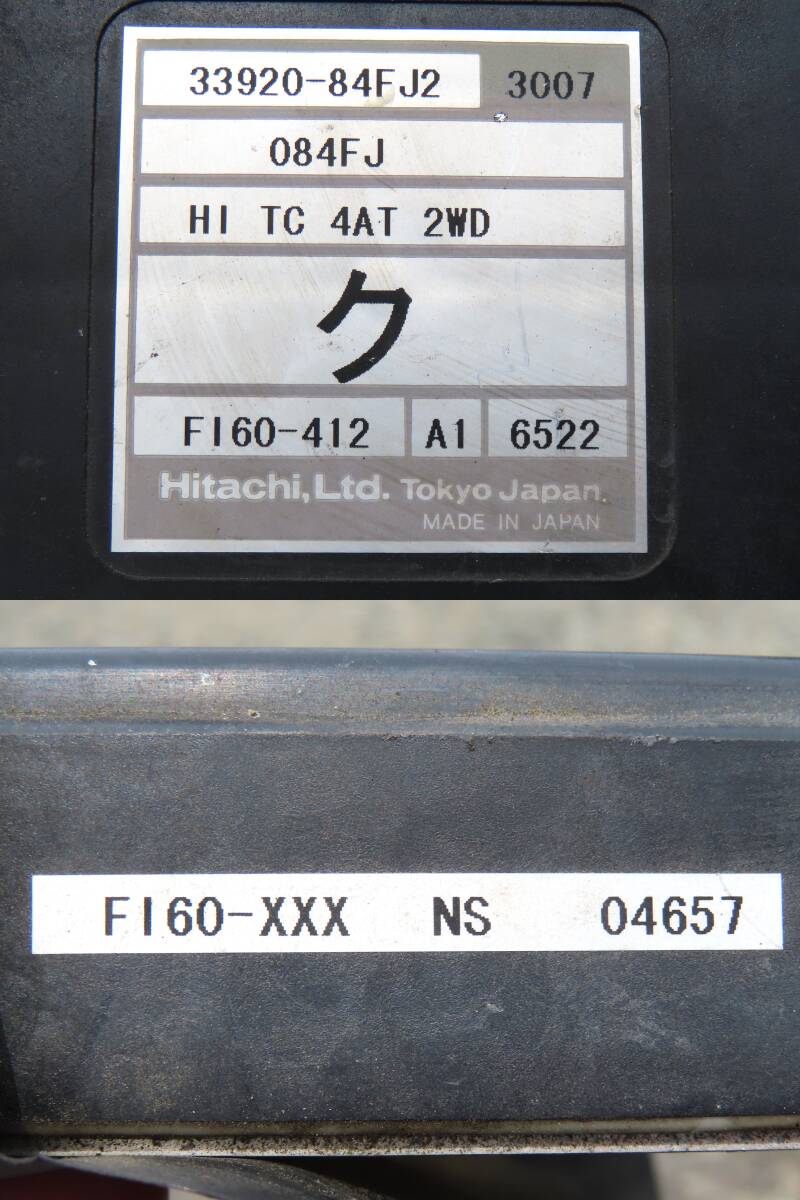 33920-84FJ2 3007
084FJ
HI TC 4AT 2WD
ク
FI60-412 A1 6522
Hitachi,Ltd. Tokyo Japan.
MADE IN JAPAN
FI60-XXX NS 04657